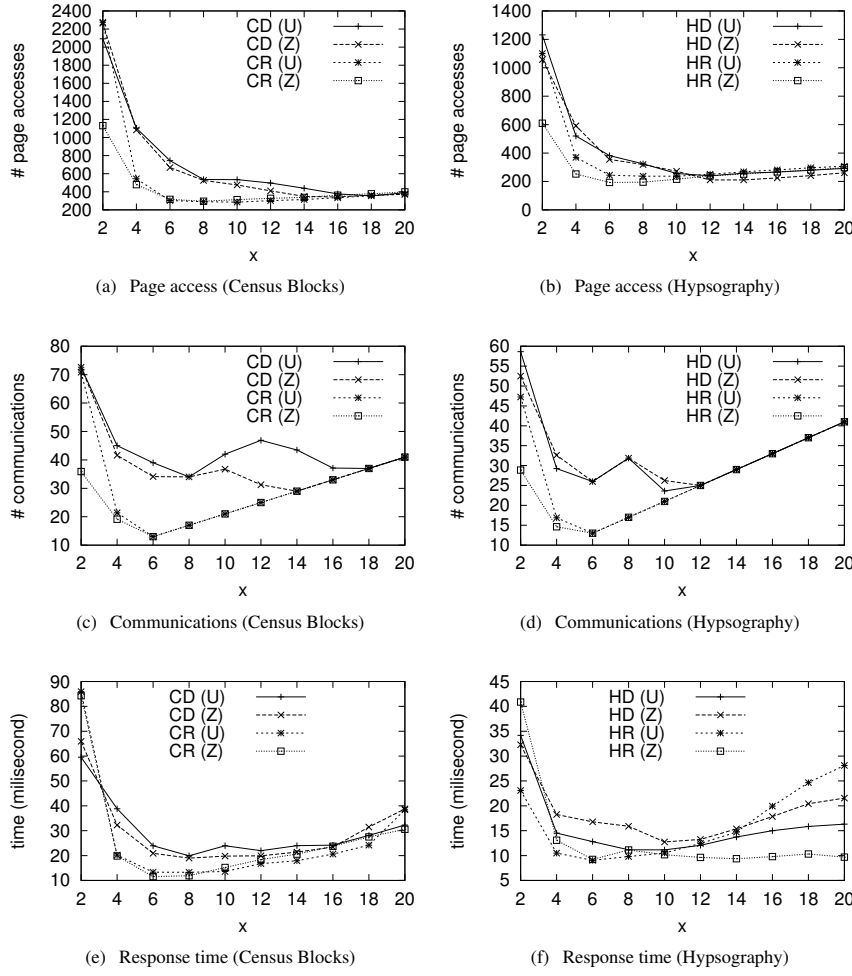 2400
2200
2000
1800
1600
1400
1200
1000
800
600
400
200
# page accesses
CD (U)
CD (Z)
CR (U)
CR (Z)
2 4 6 8 10 12 14 16 18 20
x
(a) Page access (Census Blocks)
1400
1200
1000
800
600
400
200
0
# page accesses
HD (U)
HD (Z)
HR (U)
HR (Z)
2 4 6 8 10 12 14 16 18 20
x
(b) Page access (Hypsography)
80
70
60
50
40
30
20
10
# communications
CD (U)
CD (Z)
CR (U)
CR (Z)
2 4 6 8 10 12 14 16 18 20
x
(c) Communications (Census Blocks)
60
55
50
45
40
35
30
25
20
15
10
# communications
HD (U)
HD (Z)
HR (U)
HR (Z)
2 4 6 8 10 12 14 16 18 20
x
(d) Communications (Hypsography)
90
80
70
60
50
40
30
20
10
time (milisecond)
CD (U)
CD (Z)
CR (U)
CR (Z)
2 4 6 8 10 12 14 16 18 20
x
(e) Response time (Census Blocks)
45
40
35
30
25
20
15
10
5
time (milisecond)
HD (U)
HD (Z)
HR (U)
HR (Z)
2 4 6 8 10 12 14 16 18 20
x
(f) Response time (Hypsography)